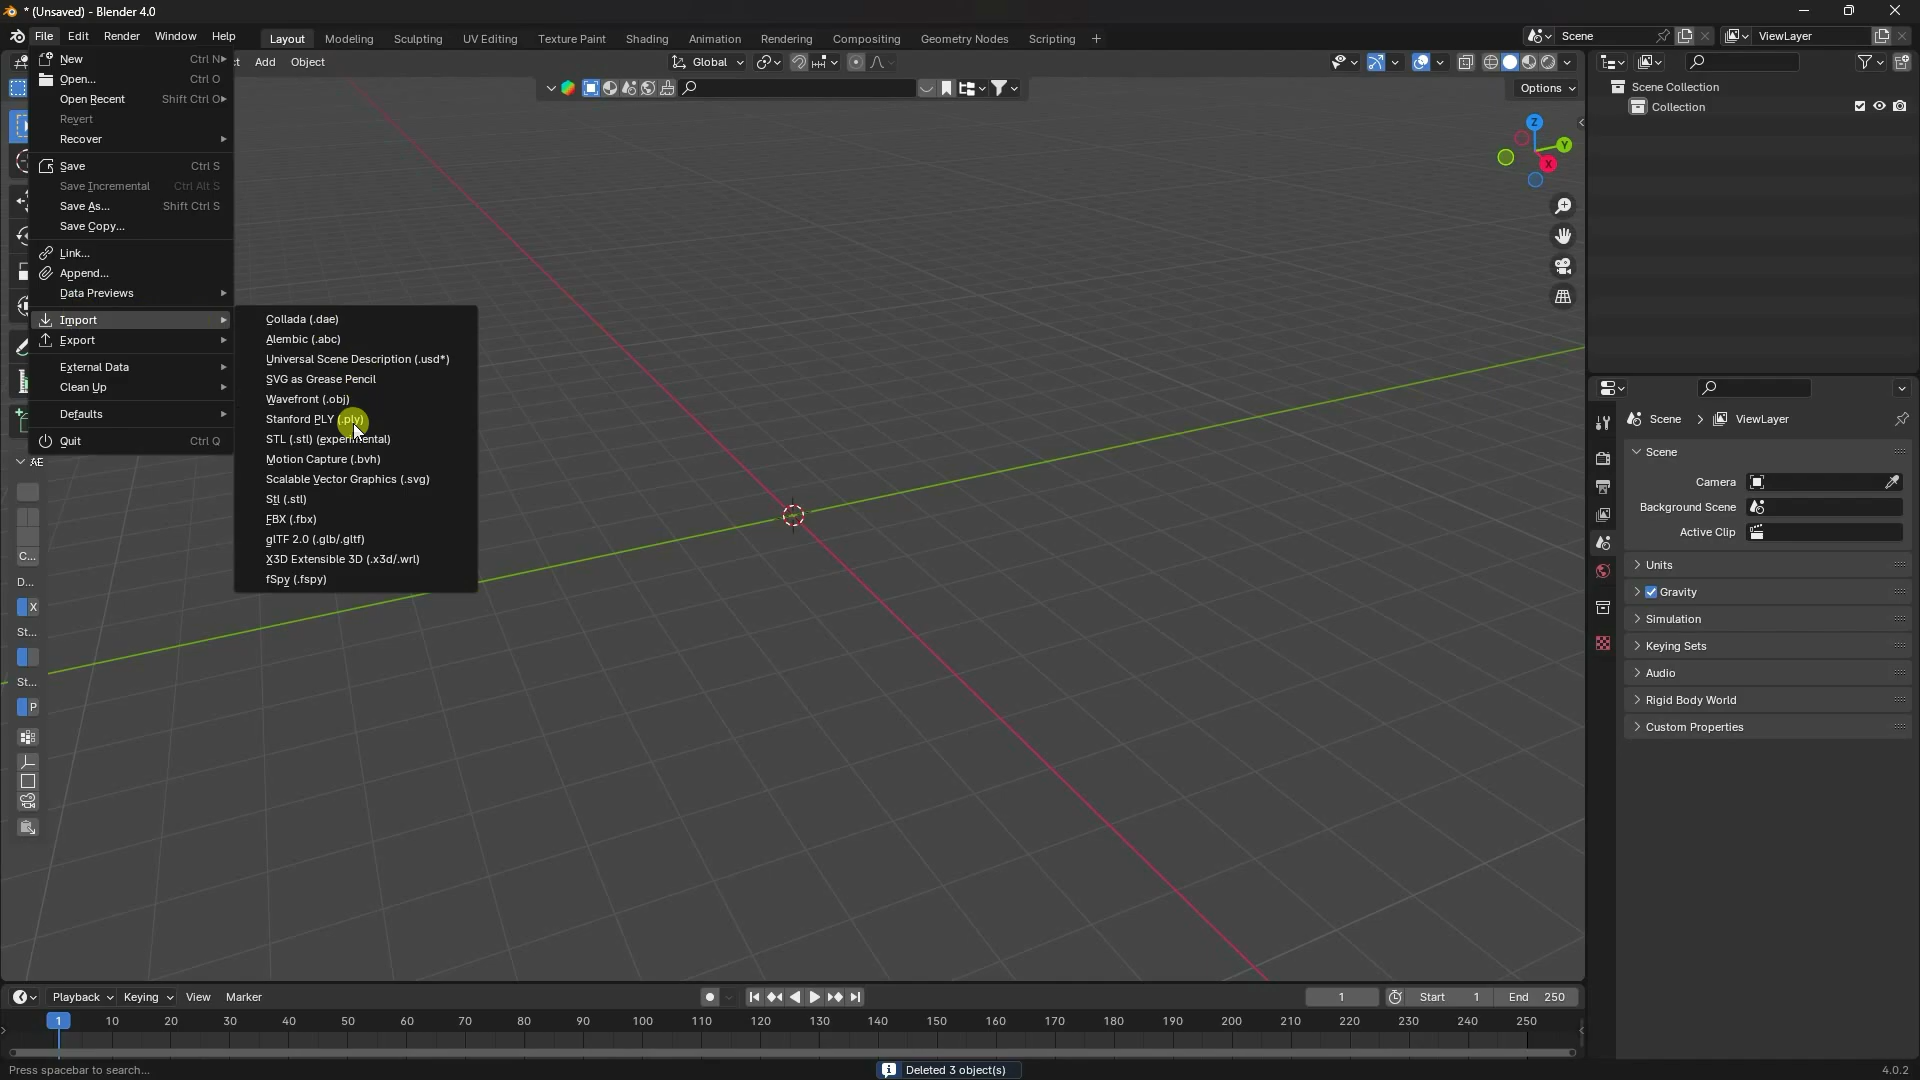 * (Unsaved) - Blender 4.0
File Edit Render Window Help
Layout Modeling Sculpting UV Editing Texture Paint Shading Animation Rendering Compositing Geometry Nodes Scripting +
Scene
ViewLayer
New Ctrl N
Open... Ctrl O
Open Recent Shift Ctrl O
Revert
Recover
Save Ctrl S
Save Incremental Ctrl Alt S
Save As... Shift Ctrl S
Save Copy...
Link...
Append...
Data Previews
Import
Export
External Data
Clean Up
Defaults
Quit Ctrl Q
Collada (.dae)
Alembic (.abc)
Universal Scene Description (.usd*)
SVG as Grease Pencil
Wavefront (.obj)
Stanford PLY (.ply)
STL (.stl) (experimental)
Motion Capture (.bvh)
Scalable Vector Graphics (.svg)
Stl (.stl)
FBX (.fbx)
glTF 2.0 (.glb/.gltf)
X3D Extensible 3D (.x3d/.wrl)
fSpy (.fspy)
Add Object
Global
Options
Z
Y
X
AE
C...
D...
X
St...
St...
P
Scene Collection
Collection
Scene > ViewLayer
Scene
Camera
Background Scene
Active Clip
Units
Gravity
Simulation
Keying Sets
Audio
Rigid Body World
Custom Properties
Playback Keying View Marker
1 Start 1 End 250
1 10 20 30 40 50 60 70 80 90 100 110 120 130 140 150 160 170 180 190 200 210 220 230 240 250
Press spacebar to search...
Deleted 3 object(s)
4.0.2